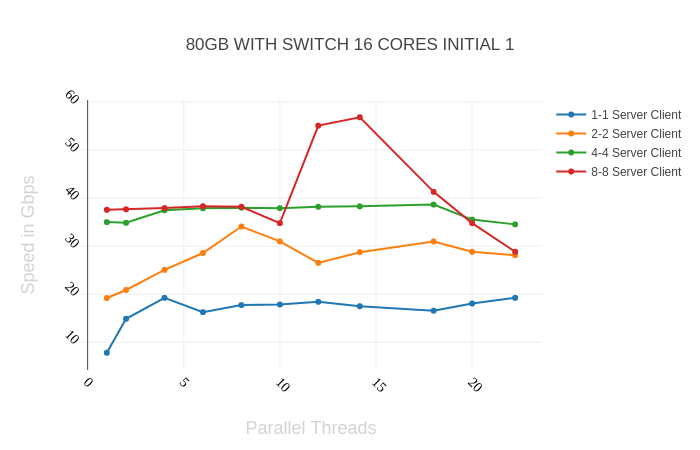 80GB WITH SWITCH 16 CORES INITIAL 1
60
50
40
30
20
10
Speed in Gbps
0
5
10
15
20
Parallel Threads
1-1 Server Client
2-2 Server Client
4-4 Server Client
8-8 Server Client